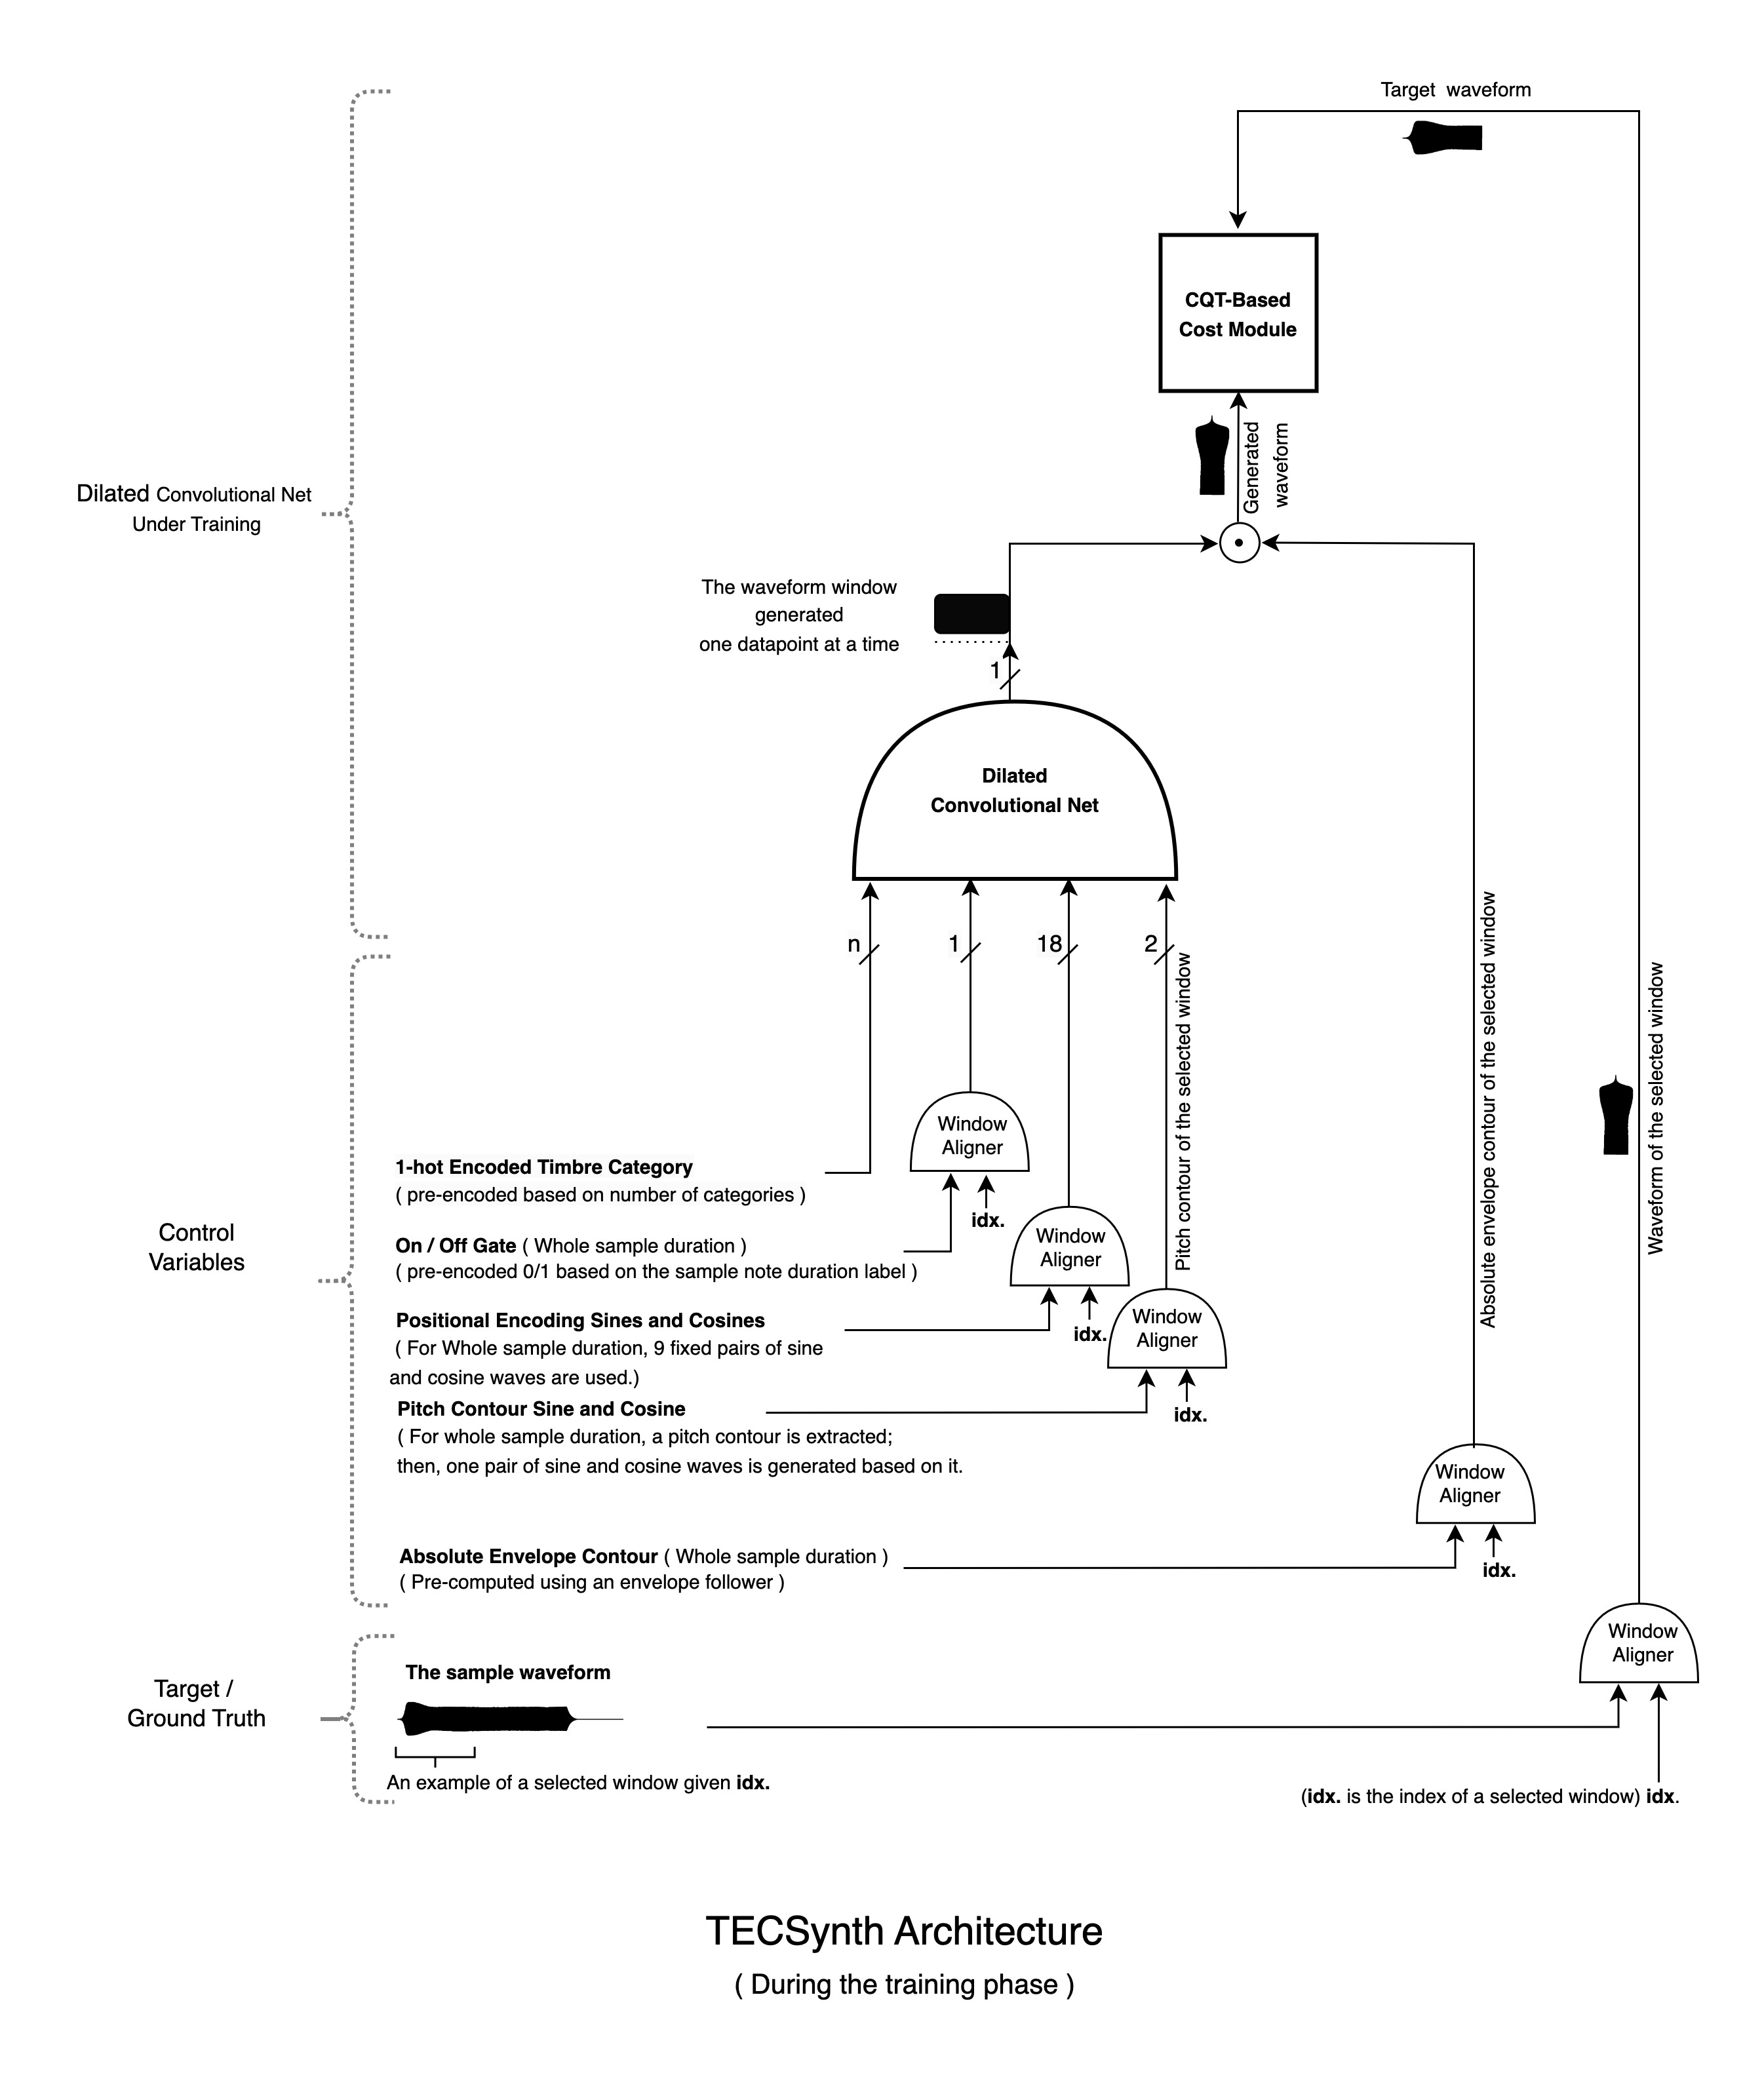 Target waveform
CQT-Based
Cost Module
Generated
waveform
Dilated Convolutional Net
Under Training
The waveform window
generated
one datapoint at a time
1
Dilated
Convolutional Net
n
1
18
2
Pitch contour of the selected window
Absolute envelope contour of the selected window
Waveform of the selected window
Control
Variables
Window
Aligner
idx.
1-hot Encoded Timbre Category
( pre-encoded based on number of categories )
Window
Aligner
idx.
On / Off Gate ( Whole sample duration )
( pre-encoded 0/1 based on the sample note duration label )
Window
Aligner
idx.
Positional Encoding Sines and Cosines
( For Whole sample duration, 9 fixed pairs of sine
and cosine waves are used.)
Pitch Contour Sine and Cosine
( For whole sample duration, a pitch contour is extracted;
then, one pair of sine and cosine waves is generated based on it.
Window
Aligner
idx.
Absolute Envelope Contour ( Whole sample duration )
( Pre-computed using an envelope follower )
Window
Aligner
Target /
Ground Truth
The sample waveform
An example of a selected window given idx.
(idx. is the index of a selected window) idx.
TECSynth Architecture
( During the training phase )